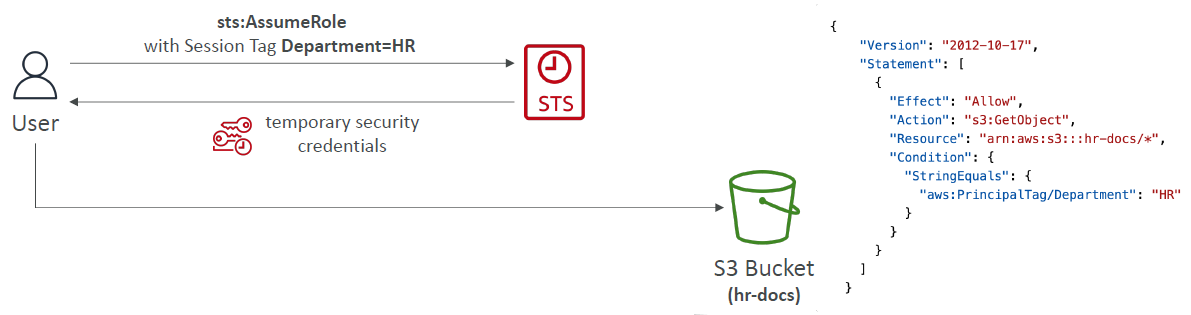 sts:AssumeRole
with Session Tag Department=HR
User
STS
temporary security
credentials
S3 Bucket
(hr-docs)
{
"Version": "2012-10-17",
"Statement": [
{
"Effect": "Allow",
"Action": "s3:GetObject",
"Resource": "arn:aws:s3:::hr-docs/*",
"Condition": {
"StringEquals": {
"aws:PrincipalTag/Department": "HR"
}
}
}
]
}